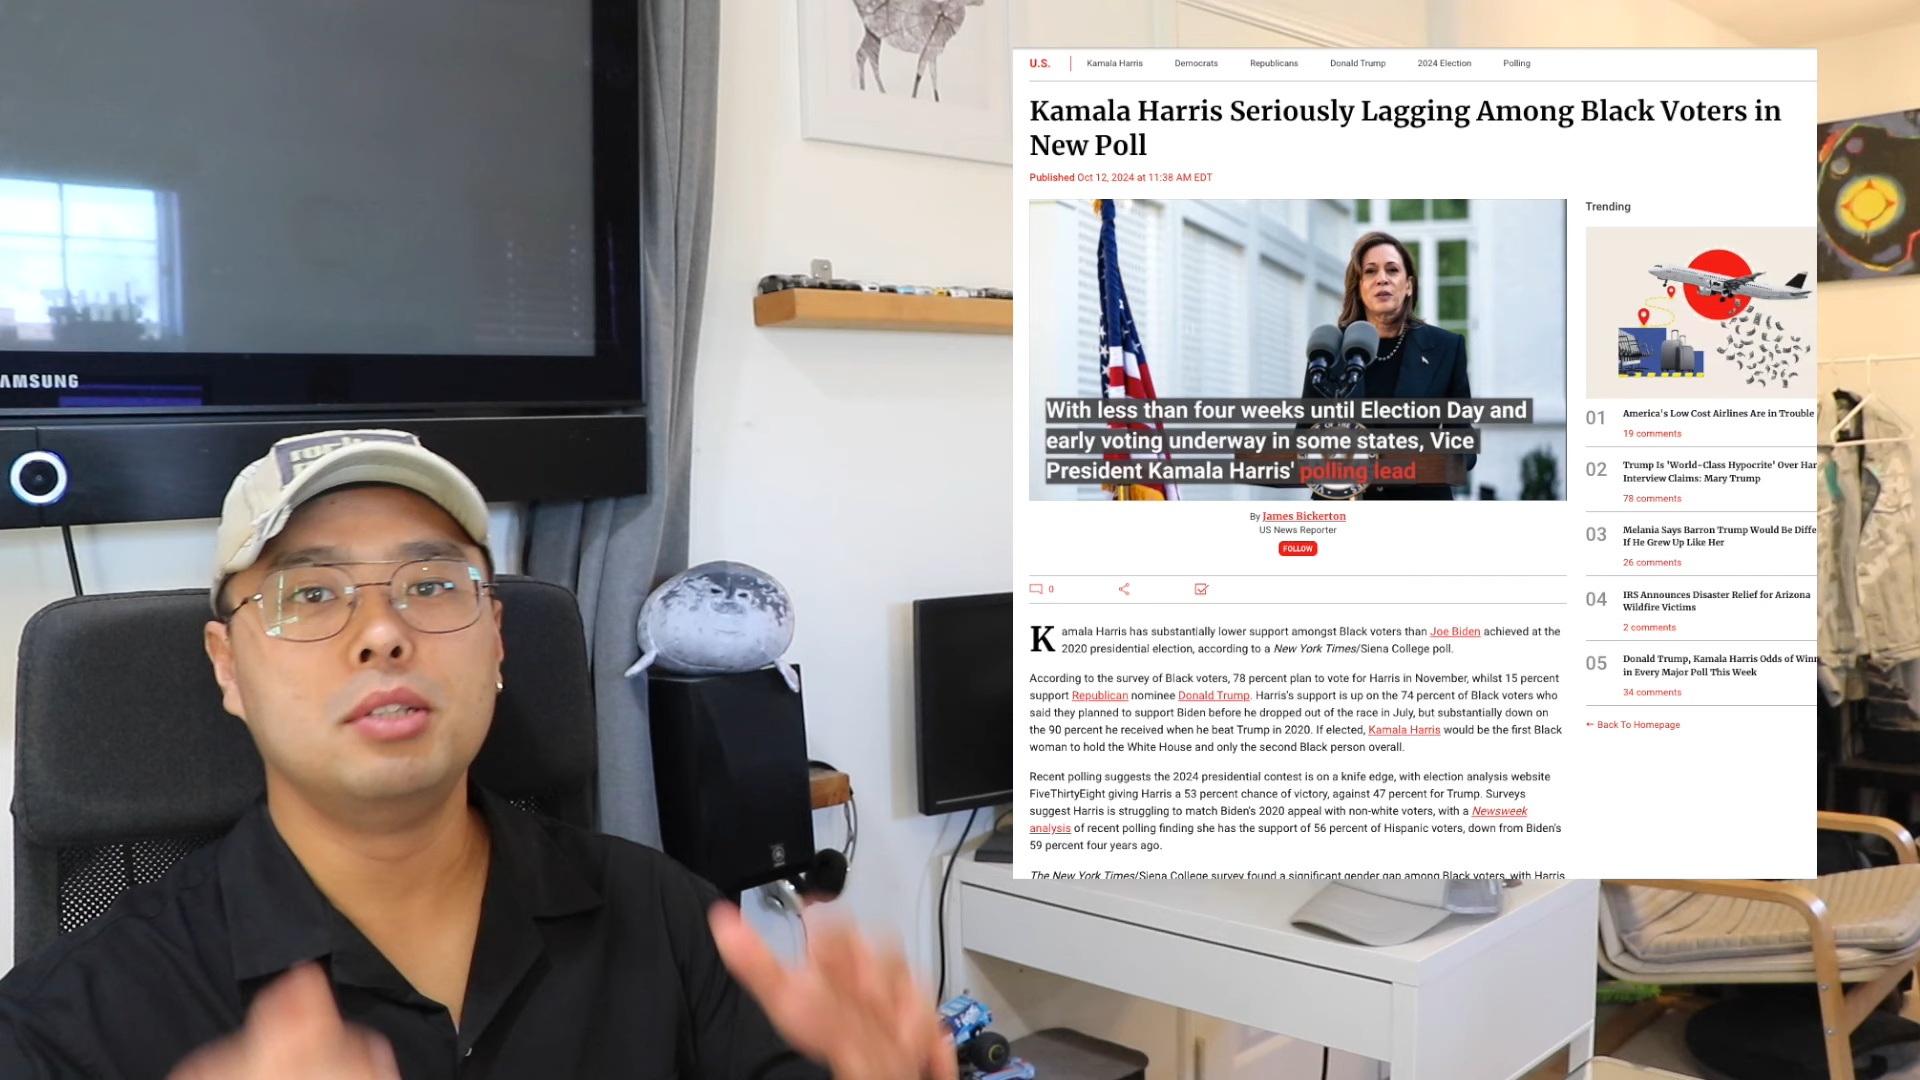 U.S. Kamala Harris Democrats Republicans Donald Trump 2024 Election Polling
Kamala Harris Seriously Lagging Among Black Voters in
New Poll
Published Oct 12, 2024 at 11:38 AM EDT
With less than four weeks until Election Day and
early voting underway in some states, Vice
President Kamala Harris' polling lead
By James Bickerton
US News Reporter
FOLLOW
0
Kamala Harris has substantially lower support amongst Black voters than Joe Biden achieved at the
2020 presidential election, according to a New York Times/Siena College poll.
According to the survey of Black voters, 78 percent plan to vote for Harris in November, whilst 15 percent
support Republican nominee Donald Trump. Harris's support is up on the 74 percent of Black voters who
said they planned to support Biden before he dropped out of the race in July, but substantially down on
the 90 percent he received when he beat Trump in 2020. If elected, Kamala Harris would be the first Black
woman to hold the White House and only the second Black person overall.
Recent polling suggests the 2024 presidential contest is on a knife edge, with election analysis website
FiveThirtyEight giving Harris a 53 percent chance of victory, against 47 percent for Trump. Surveys
suggest Harris is struggling to match Biden's 2020 appeal with non-white voters, with a Newsweek
analysis of recent polling finding she has the support of 56 percent of Hispanic voters, down from Biden's
59 percent four years ago.
The New York Times/Siena College survey found a significant gender gap among Black voters, with Harris
Trending
01 America's Low Cost Airlines Are in Trouble
19 comments
02 Trump Is 'World-Class Hypocrite' Over Har
Interview Claims: Mary Trump
78 comments
03 Melania Says Barron Trump Would Be Diffe
If He Grew Up Like Her
26 comments
04 IRS Announces Disaster Relief for Arizona
Wildfire Victims
2 comments
05 Donald Trump, Kamala Harris Odds of Winn
in Every Major Poll This Week
34 comments
← Back To Homepage
AMSUNG